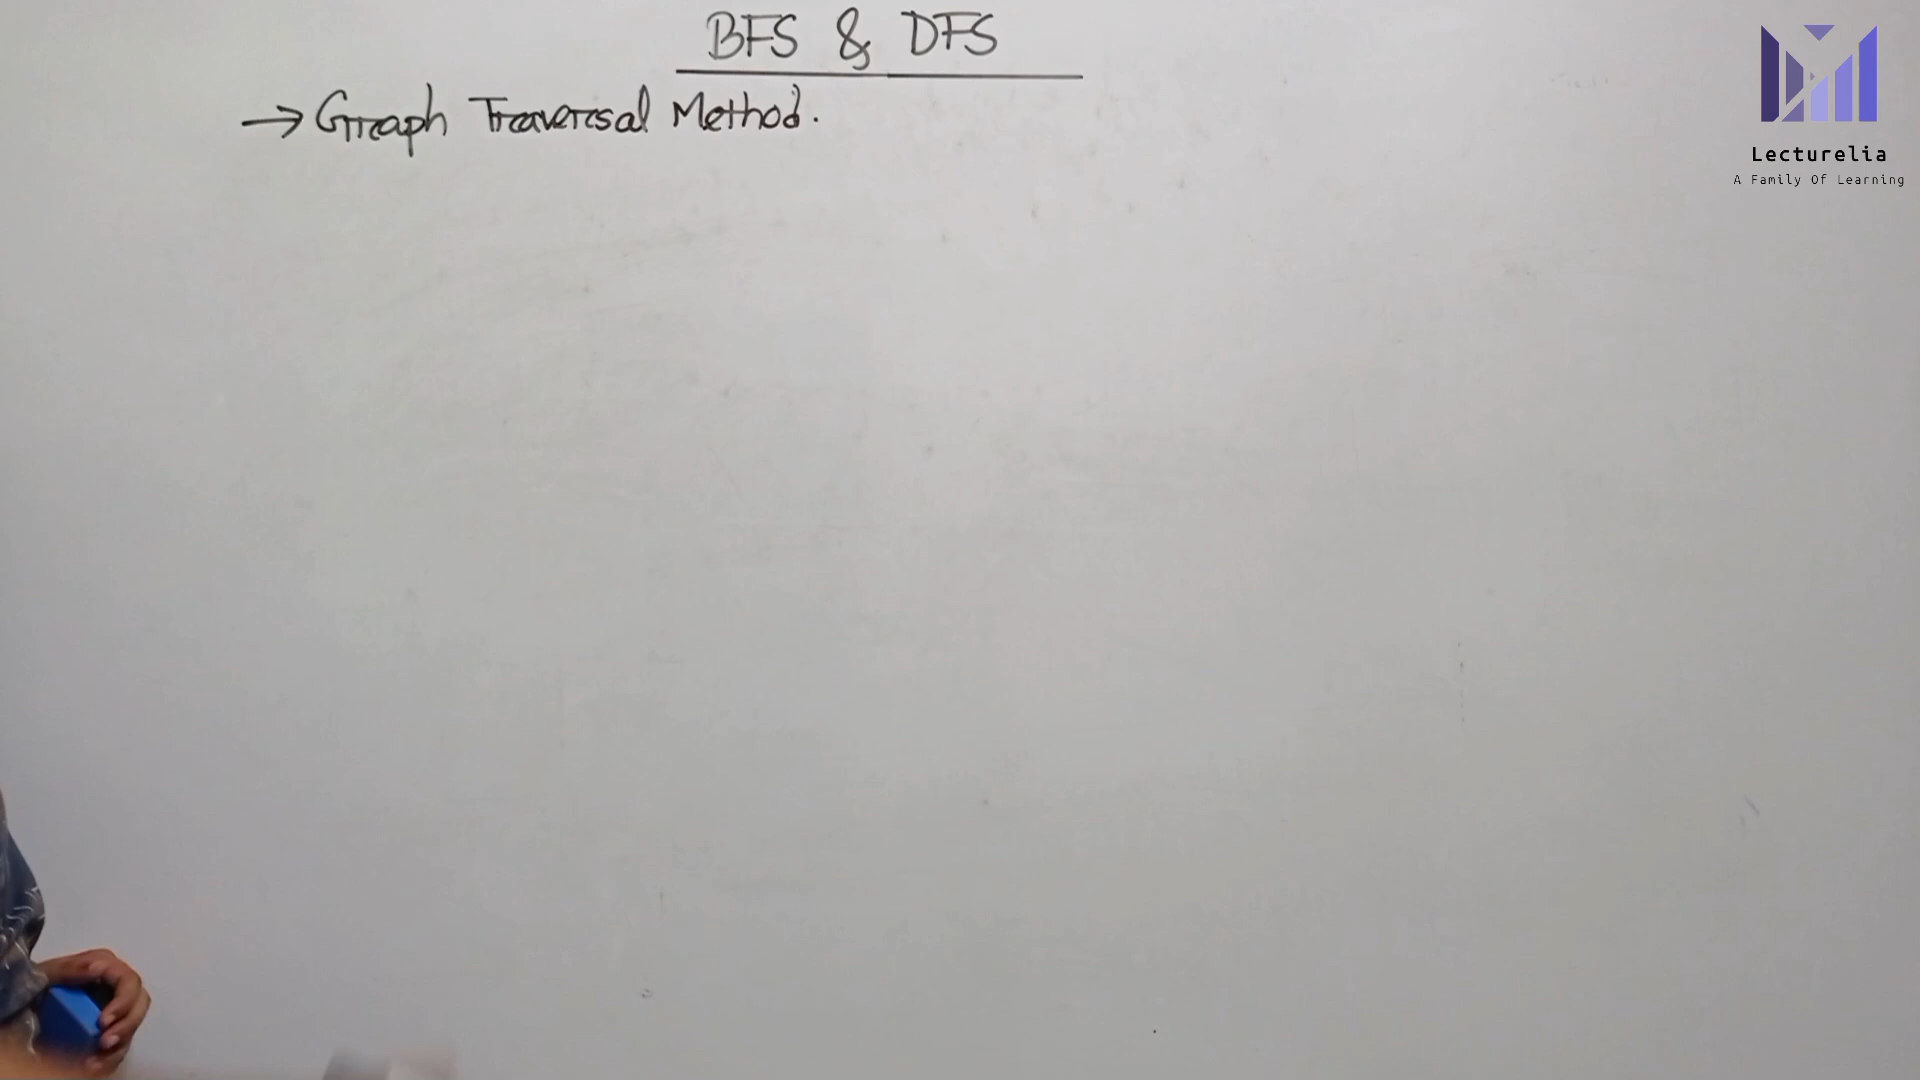 BFS & DFS
→ Graph Traversal Method.
Lecturelia
A Family Of Learning